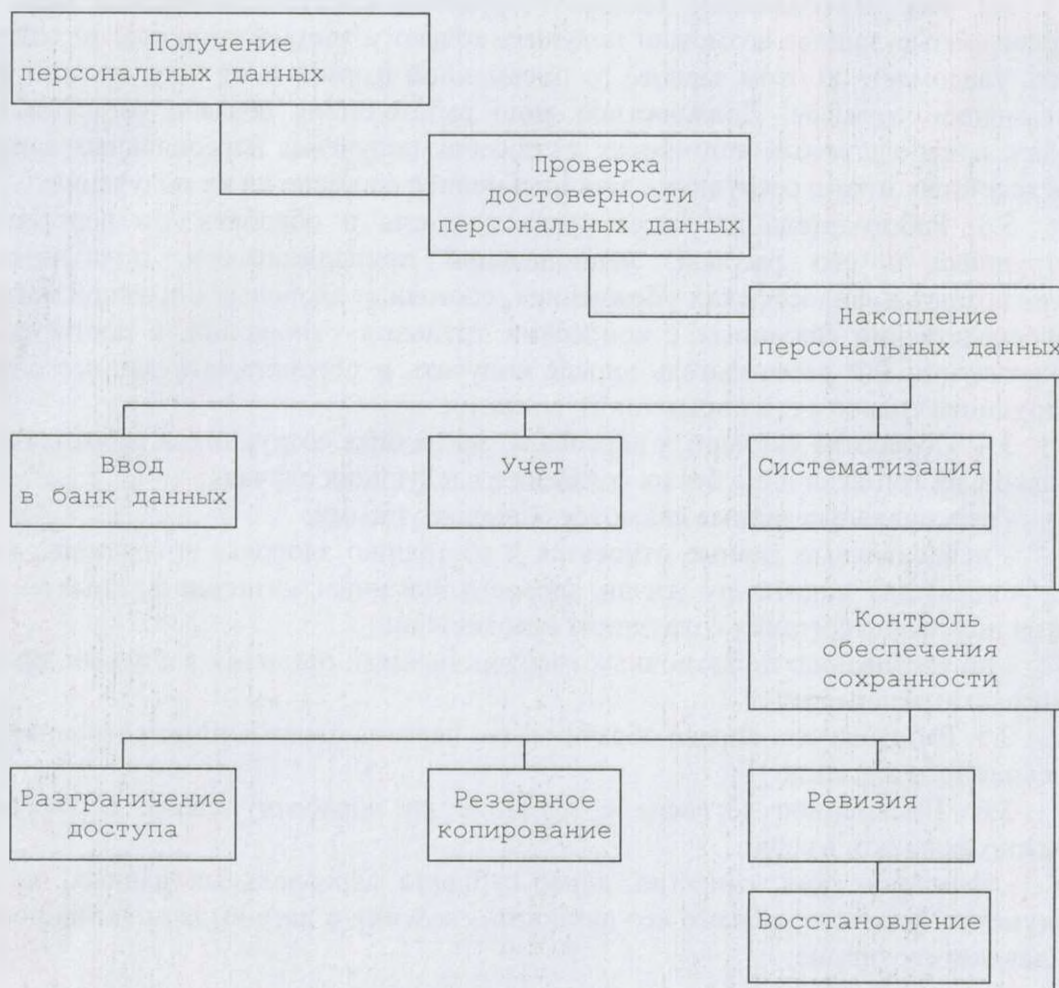 Получение
персональных данных
Проверка
достоверности
персональных данных
Накопление
персональных данных
Ввод
в банк данных
Учет
Систематизация
Контроль
обеспечения
сохранности
Разграничение
доступа
Резервное
копирование
Ревизия
Восстановление